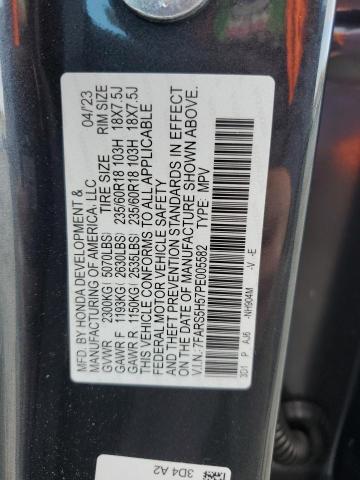 MFD. BY HONDA DEVELOPMENT & 04/'23
MANUFACTURING OF AMERICA, LLC.
TIRE SIZE RIM SIZE
GVWR 2300KG ( 5070LBS)
GAWR F 1193KG ( 2630LBS) 235/60R18 103H 18X7.5J
GAWR R 1150KG ( 2535LBS) 235/60R18 103H 18X7.5J
THIS VEHICLE CONFORMS TO ALL APPLICABLE
FEDERAL MOTOR VEHICLE SAFETY
AND THEFT PREVENTION STANDARDS IN EFFECT
ON THE DATE OF MANUFACTURE SHOWN ABOVE.
V.I.N.: 7FARS5H57PE005582 TYPE: MPV
3D1 P AJ6 -NH904M -V -E
3D4 A2